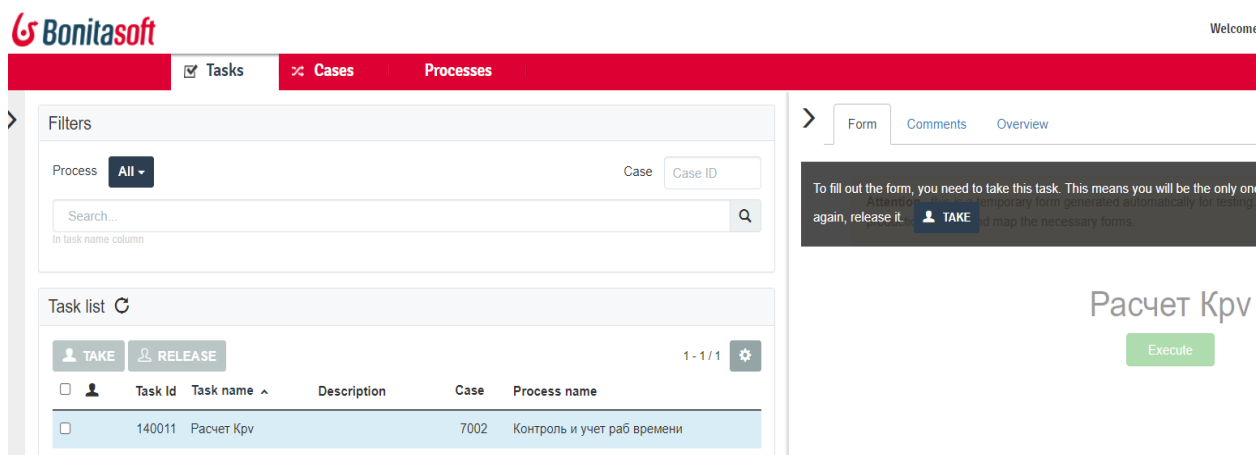 Bonitasoft
Welcome
Tasks Cases Processes
Filters
Process All Case Case ID
Search...
In task name column
Task list
TAKE RELEASE 1 - 1 / 1
Task Id Task name Description Case Process name
140011 Расчет Крv 7002 Контроль и учет раб времени
Form Comments Overview
To fill out the form, you need to take this task. This means you will be the only one
Attention temporary form generated automatically for testing
again, release it. TAKE
nd map the necessary forms.
Расчет Крv
Execute